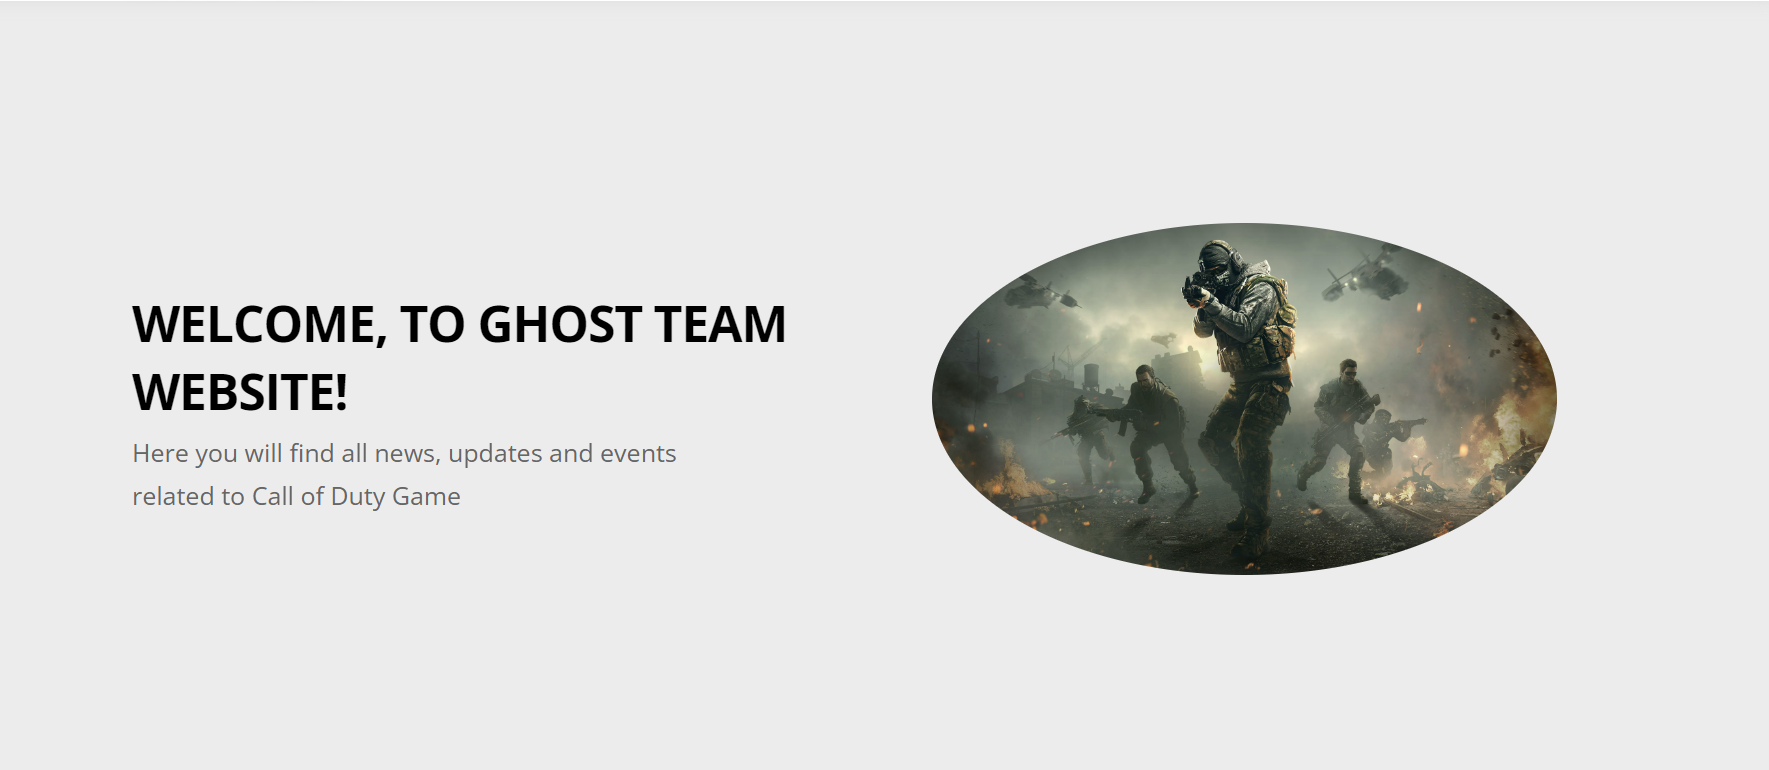 WELCOME, TO GHOST TEAM
WEBSITE!
Here you will find all news, updates and events
related to Call of Duty Game